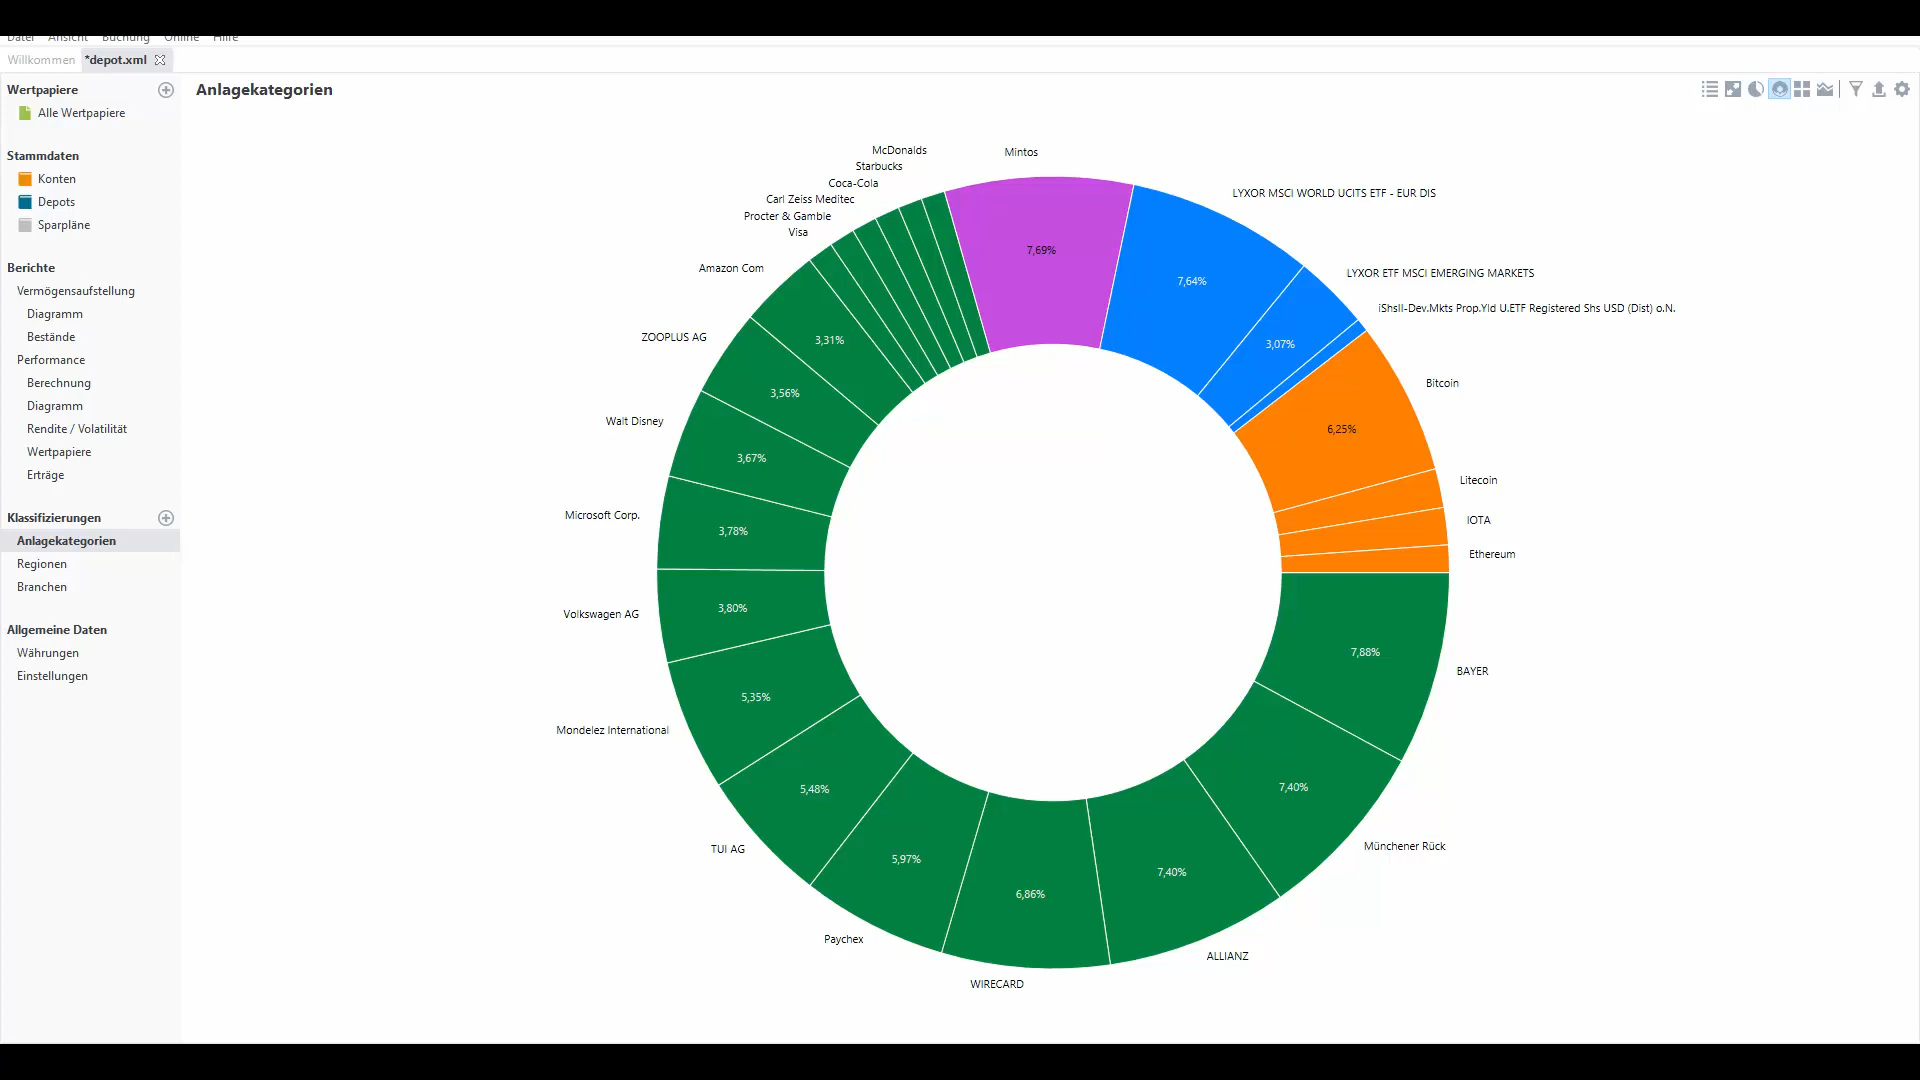 Datei Ansicht Buchung Online Hilfe
Willkommen *depot.xml
Wertpapiere
Alle Wertpapiere
Stammdaten
Konten
Depots
Sparpläne
Berichte
Vermögensaufstellung
Diagramm
Bestände
Performance
Berechnung
Diagramm
Rendite / Volatilität
Wertpapiere
Erträge
Klassifizierungen
Anlagekategorien
Regionen
Branchen
Allgemeine Daten
Währungen
Einstellungen
Anlagekategorien
McDonalds
Starbucks
Coca-Cola
Carl Zeiss Meditec
Procter & Gamble
Visa
Amazon Com
3,31%
ZOOPLUS AG
3,56%
Walt Disney
3,67%
Microsoft Corp.
3,78%
Volkswagen AG
3,80%
Mondelez International
5,35%
TUI AG
5,48%
Paychex
5,97%
WIRECARD
6,86%
ALLIANZ
7,40%
Münchener Rück
7,40%
BAYER
7,88%
Ethereum
IOTA
Litecoin
Bitcoin
6,25%
iShsII-Dev.Mkts Prop.Yld U.ETF Registered Shs USD (Dist) o.N.
LYXOR ETF MSCI EMERGING MARKETS
3,07%
LYXOR MSCI WORLD UCITS ETF - EUR DIS
7,64%
Mintos
7,69%